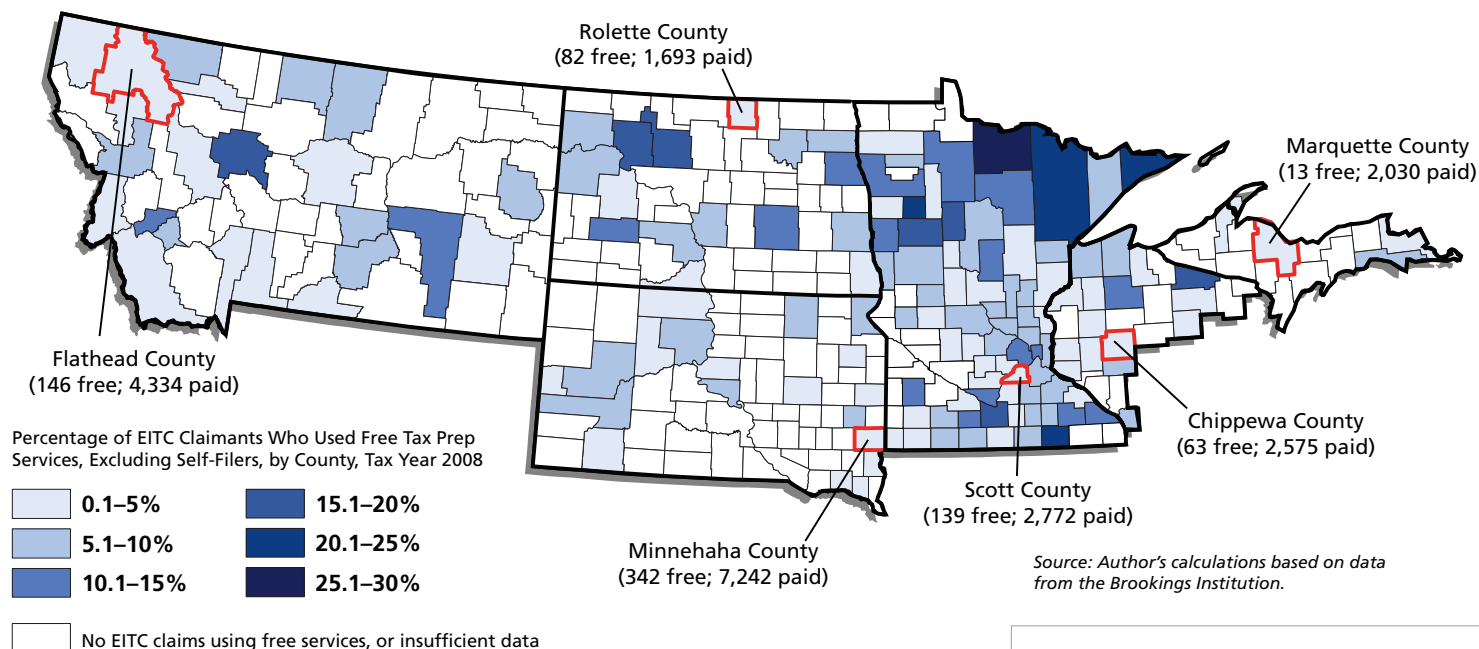 Rolette County
(82 free; 1,693 paid)
Marquette County
(13 free; 2,030 paid)
Flathead County
(146 free; 4,334 paid)
Chippewa County
(63 free; 2,575 paid)
Scott County
(139 free; 2,772 paid)
Minnehaha County
(342 free; 7,242 paid)
Percentage of EITC Claimants Who Used Free Tax Prep
Services, Excluding Self-Filers, by County, Tax Year 2008
0.1–5%
5.1–10%
10.1–15%
15.1–20%
20.1–25%
25.1–30%
No EITC claims using free services, or insufficient data
Source: Author's calculations based on data
from the Brookings Institution.